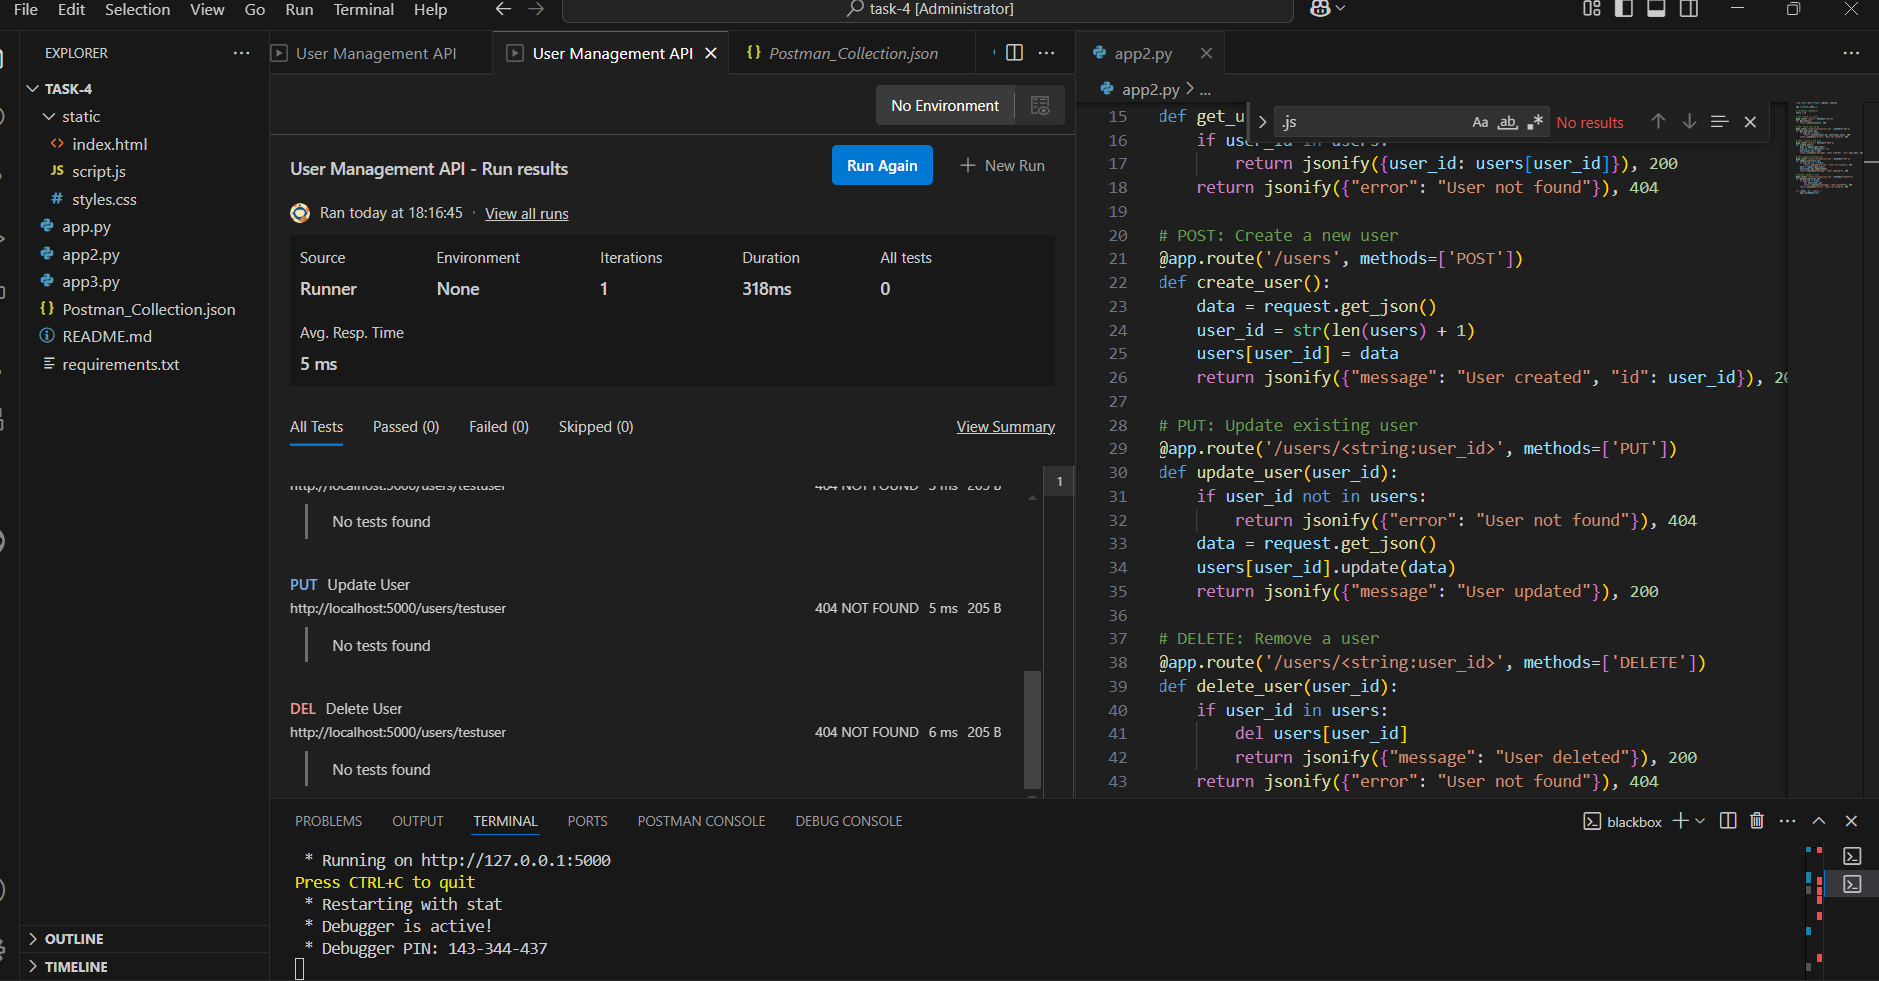 File Edit Selection View Go Run Terminal Help
task-4 [Administrator]
EXPLORER
TASK-4
static
index.html
JS script.js
# styles.css
app.py
app2.py
app3.py
{} Postman_Collection.json
README.md
requirements.txt
OUTLINE
TIMELINE
User Management API
User Management API
{} Postman_Collection.json
No Environment
User Management API - Run results
Run Again
New Run
Ran today at 18:16:45 · View all runs
Source Environment Iterations Duration All tests
Runner None 1 318ms 0
Avg. Resp. Time
5 ms
All Tests Passed (0) Failed (0) Skipped (0) View Summary
1
http://localhost:5000/users/testuser 404 NOT FOUND 5 ms 205 B
No tests found
PUT Update User
http://localhost:5000/users/testuser 404 NOT FOUND 5 ms 205 B
No tests found
DEL Delete User
http://localhost:5000/users/testuser 404 NOT FOUND 6 ms 205 B
No tests found
app2.py
app2.py > ...
.js Aa ab .* No results
15 def get_u
16 if user_id in users:
17 return jsonify({user_id: users[user_id]}), 200
18 return jsonify({"error": "User not found"}), 404
19
20 # POST: Create a new user
21 @app.route('/users', methods=['POST'])
22 def create_user():
23 data = request.get_json()
24 user_id = str(len(users) + 1)
25 users[user_id] = data
26 return jsonify({"message": "User created", "id": user_id}), 20
27
28 # PUT: Update existing user
29 @app.route('/users/<string:user_id>', methods=['PUT'])
30 def update_user(user_id):
31 if user_id not in users:
32 return jsonify({"error": "User not found"}), 404
33 data = request.get_json()
34 users[user_id].update(data)
35 return jsonify({"message": "User updated"}), 200
36
37 # DELETE: Remove a user
38 @app.route('/users/<string:user_id>', methods=['DELETE'])
39 def delete_user(user_id):
40 if user_id in users:
41 del users[user_id]
42 return jsonify({"message": "User deleted"}), 200
43 return jsonify({"error": "User not found"}), 404
PROBLEMS OUTPUT TERMINAL PORTS POSTMAN CONSOLE DEBUG CONSOLE
blackbox
* Running on http://127.0.0.1:5000
Press CTRL+C to quit
* Restarting with stat
* Debugger is active!
* Debugger PIN: 143-344-437